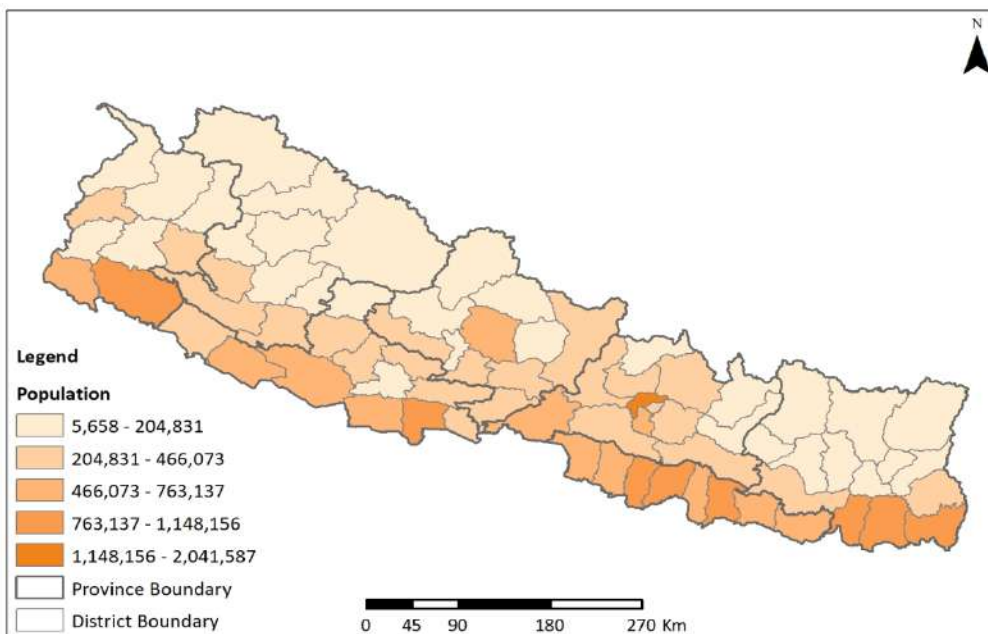 N
Legend
Population
5,658 - 204,831
204,831 - 466,073
466,073 - 763,137
763,137 - 1,148,156
1,148,156 - 2,041,587
Province Boundary
District Boundary
0 45 90 180 270 Km